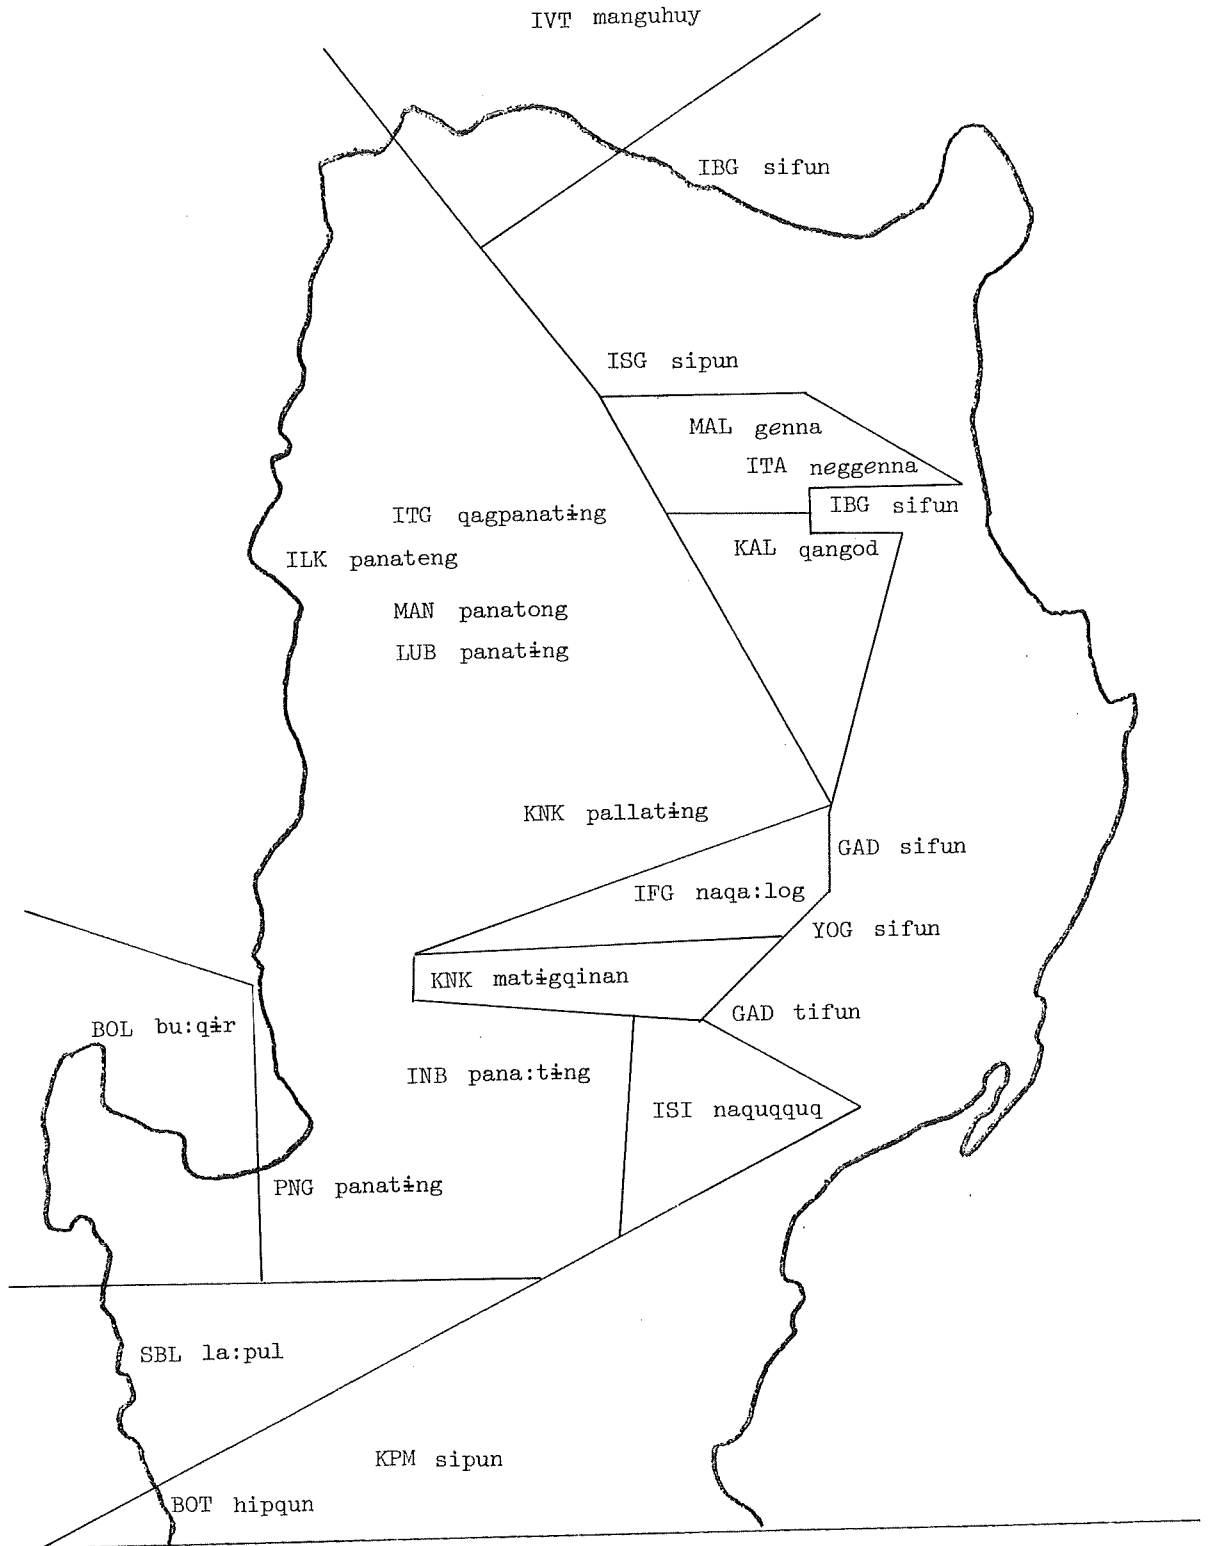 IVT manguhuy
IBG sifun
ISG sipun
MAL genna
ITA neggenna
IBG sifun
ITG qagpanatɨng
KAL qangod
ILK panateng
MAN panatong
LUB panatɨng
KNK pallatɨng
GAD sifun
IFG naqa:log
YOG sifun
KNK matɨgqinan
GAD tifun
BOL bu:qɨr
INB pana:tɨng
ISI naquqquq
PNG panatɨng
SBL la:pul
KPM sipun
BOT hipqun